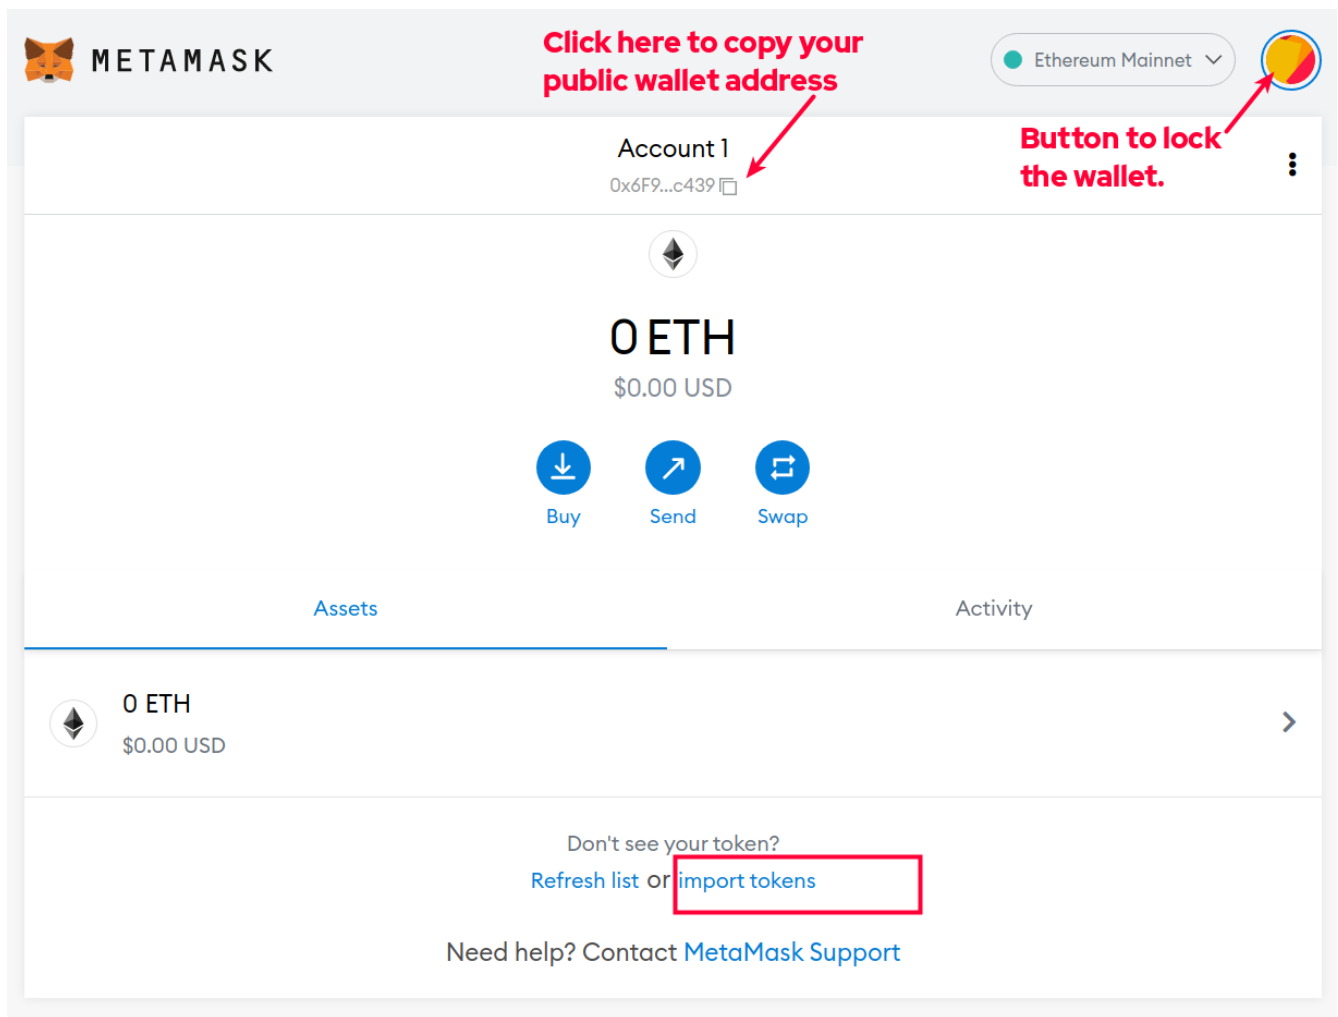 METAMASK
Click here to copy your
public wallet address
Ethereum Mainnet
Button to lock
the wallet.
Account 1
0x6F9...c439
0 ETH
$0.00 USD
Buy
Send
Swap
Assets
Activity
0 ETH
$0.00 USD
Don't see your token?
Refresh list or import tokens
Need help? Contact MetaMask Support